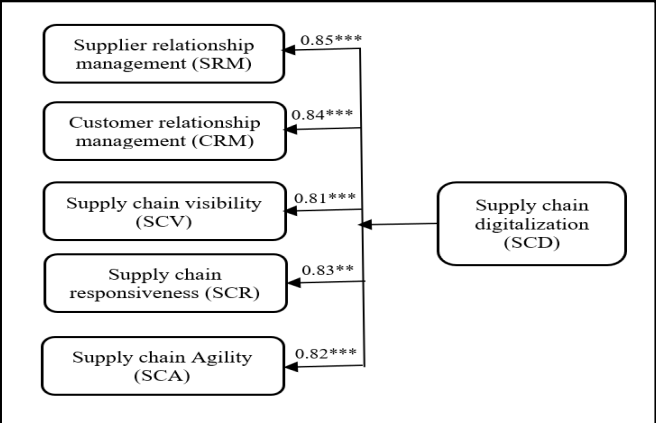 Supplier relationship
management (SRM)
0.85***
Customer relationship
management (CRM)
0.84***
Supply chain visibility
(SCV)
0.81***
Supply chain
digitalization
(SCD)
Supply chain
responsiveness (SCR)
0.83**
Supply chain Agility
(SCA)
0.82***